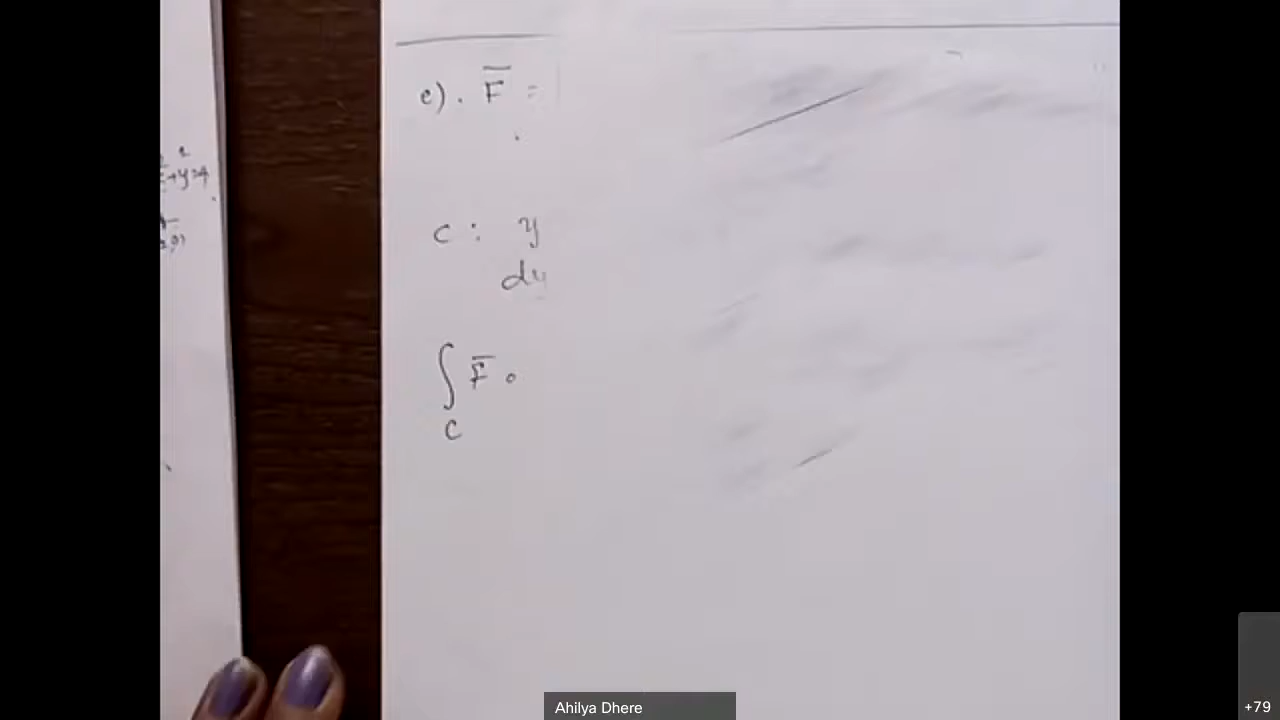 e). F̅ =
c : y
dy
∫ F̅ .
C
Ahilya Dhere
+79